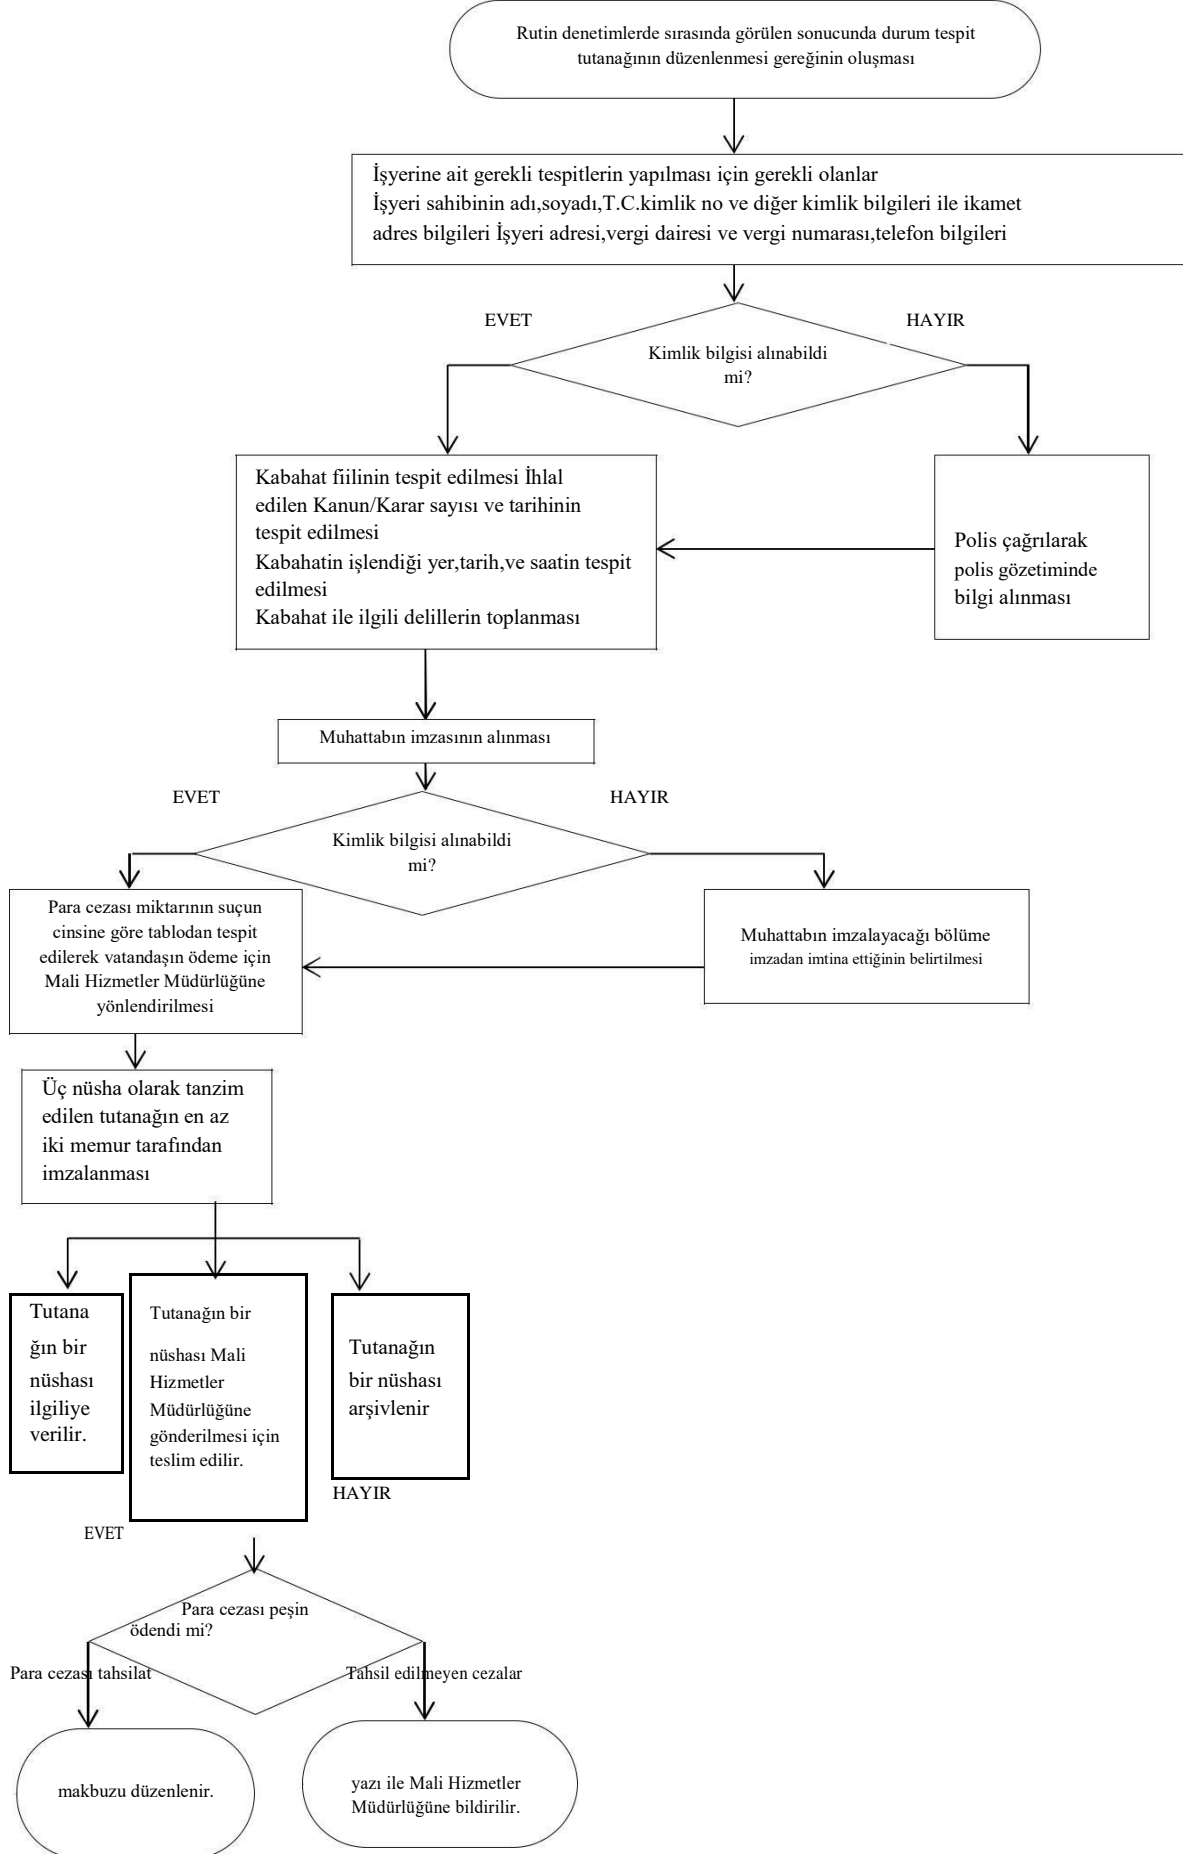 Rutin denetimlerde sırasında görülen sonucunda durum tespit
tutanağının düzenlenmesi gereğinin oluşması
İşyerine ait gerekli tespitlerin yapılması için gerekli olanlar
İşyeri sahibinin adı,soyadı,T.C.kimlik no ve diğer kimlik bilgileri ile ikamet
adres bilgileri İşyeri adresi,vergi dairesi ve vergi numarası,telefon bilgileri
EVET
HAYIR
Kimlik bilgisi alınabildi
mi?
Kabahat fiilinin tespit edilmesi İhlal
edilen Kanun/Karar sayısı ve tarihinin
tespit edilmesi
Kabahatin işlendiği yer,tarih,ve saatin tespit
edilmesi
Kabahat ile ilgili delillerin toplanması
Polis çağrılarak
polis gözetiminde
bilgi alınması
Muhattabın imzasının alınması
EVET
HAYIR
Kimlik bilgisi alınabildi
mi?
Para cezası miktarının suçun
cinsine göre tablodan tespit
edilerek vatandaşın ödeme için
Mali Hizmetler Müdürlüğüne
yönlendirilmesi
Muhattabın imzalayacağı bölüme
imzadan imtina ettiğinin belirtilmesi
Üç nüsha olarak tanzim
edilen tutanağın en az
iki memur tarafından
imzalanması
Tutana
ğın bir
nüshası
ilgiliye
verilir.
Tutanağın bir
nüshası Mali
Hizmetler
Müdürlüğüne
gönderilmesi için
teslim edilir.
Tutanağın
bir nüshası
arşivlenir
HAYIR
EVET
Para cezası peşin
ödendi mi?
Para cezası tahsilat
Tahsil edilmeyen cezalar
makbuzu düzenlenir.
yazı ile Mali Hizmetler
Müdürlüğüne bildirilir.